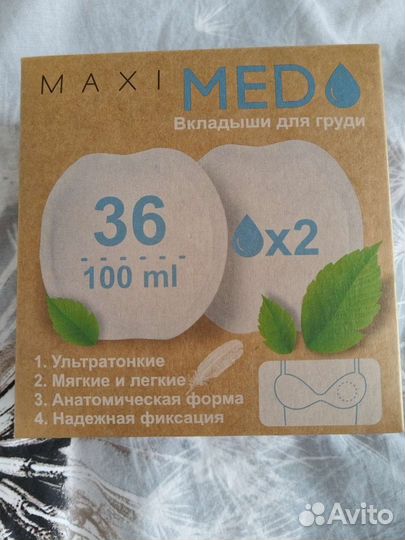 MAXI MED
Вкладыши для груди
36
100 ml
x2
1. Ультратонкие
2. Мягкие и легкие
3. Анатомическая форма
4. Надежная фиксация
Avito